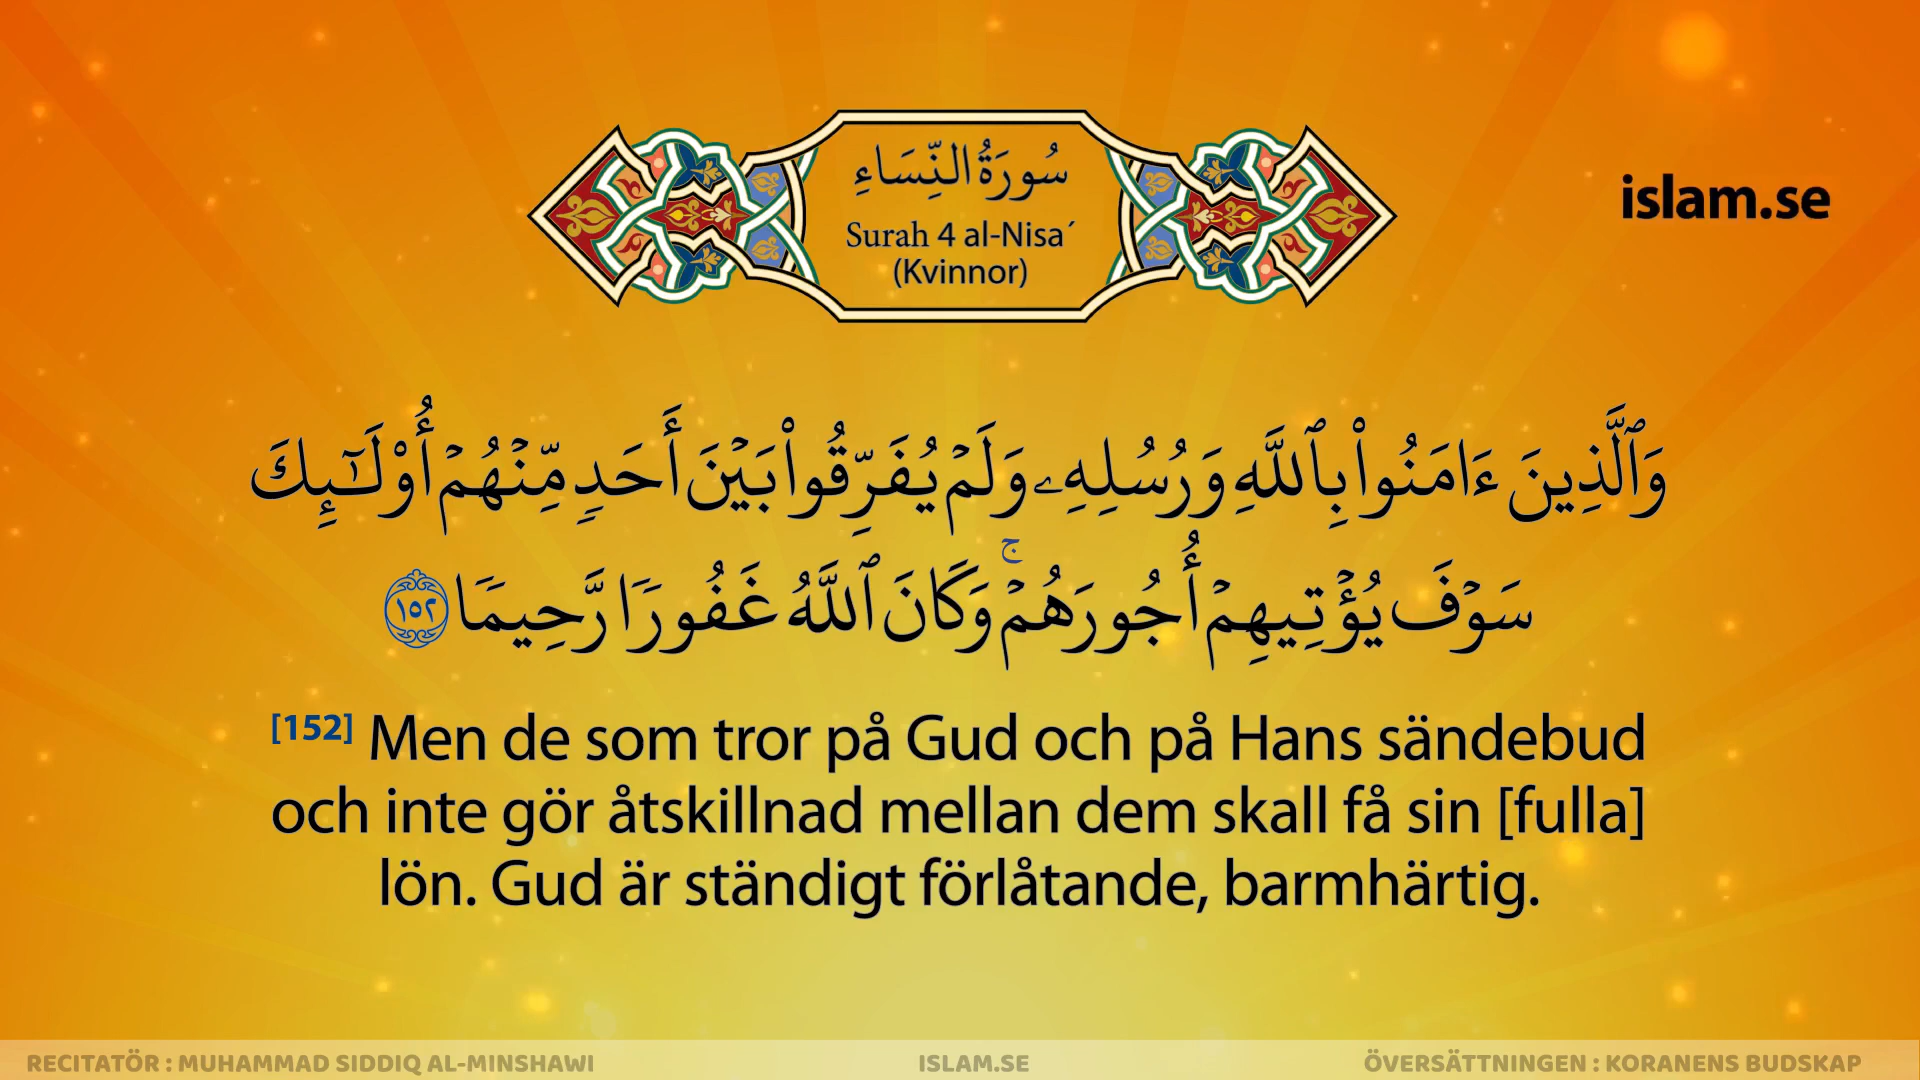 سُورَةُ النِّسَاءِ
Surah 4 al-Nisa´
(Kvinnor)
islam.se
وَٱلَّذِينَ ءَامَنُوا۟ بِٱللَّهِ وَرُسُلِهِۦ وَلَمْ يُفَرِّقُوا۟ بَيْنَ أَحَدٍ مِّنْهُمْ أُو۟لَـٰٓئِكَ
سَوْفَ يُؤْتِيهِمْ أُجُورَهُمْ ۚ وَكَانَ ٱللَّهُ غَفُورًا رَّحِيمًا ١٥٢
[152] Men de som tror på Gud och på Hans sändebud
och inte gör åtskillnad mellan dem skall få sin [fulla]
lön. Gud är ständigt förlåtande, barmhärtig.
RECITATÖR : MUHAMMAD SIDDIQ AL-MINSHAWI
ISLAM.SE
ÖVERSÄTTNINGEN : KORANENS BUDSKAP